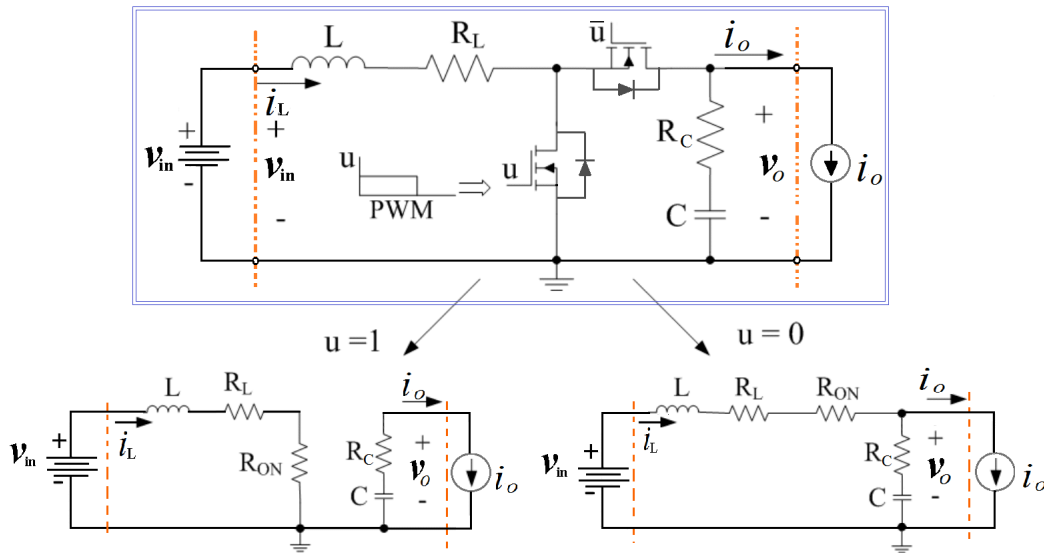 L
R_L
ū
i_o
i_L
+
v_in
-
+
v_in
-
u
PWM
u
R_C
C
+
v_o
-
i_o
u =1
u = 0
L
R_L
i_o
v_in
+
-
i_L
R_ON
R_C
C
+
v_o
-
i_o
L
R_L
R_ON
i_o
v_in
+
-
i_L
R_C
C
+
v_o
-
i_o